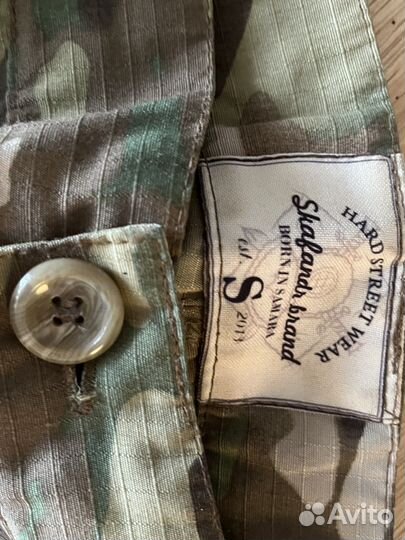 HARD STREET WEAR
Skafandr brand
BORN IN SAMARA
est. S 2013
Avito